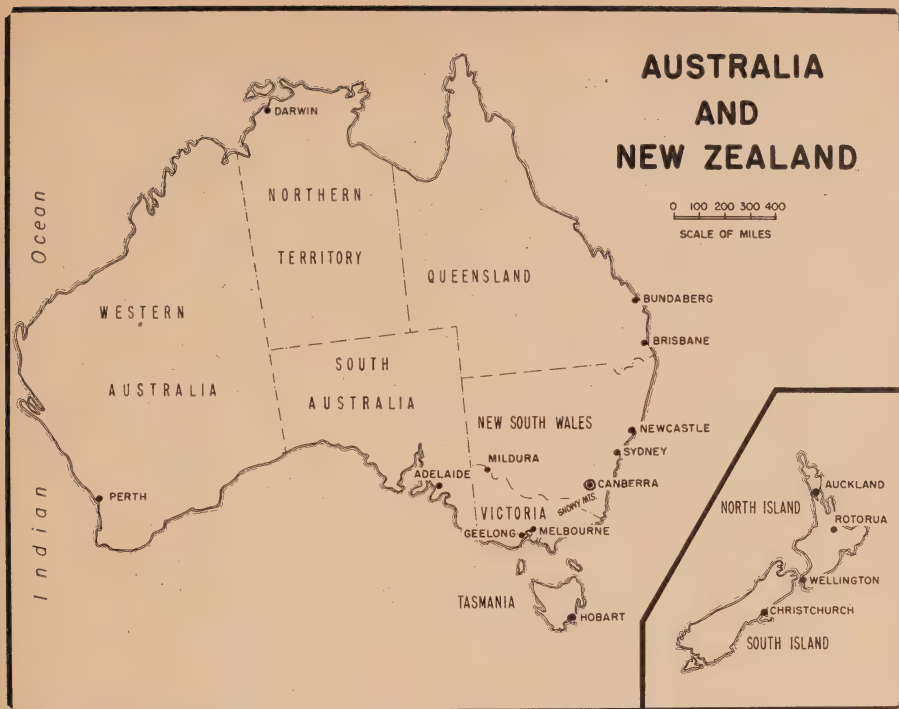 AUSTRALIA
AND
NEW ZEALAND
0 100 200 300 400
SCALE OF MILES
DARWIN
NORTHERN
TERRITORY
QUEENSLAND
WESTERN
AUSTRALIA
SOUTH
AUSTRALIA
BUNDABERG
BRISBANE
NEW SOUTH WALES
NEWCASTLE
SYDNEY
MILDURA
ADELAIDE
CANBERRA
SNOWY MTS.
VICTORIA
GEELONG
MELBOURNE
PERTH
TASMANIA
HOBART
Indian Ocean
AUCKLAND
NORTH ISLAND
ROTORUA
WELLINGTON
CHRISTCHURCH
SOUTH ISLAND